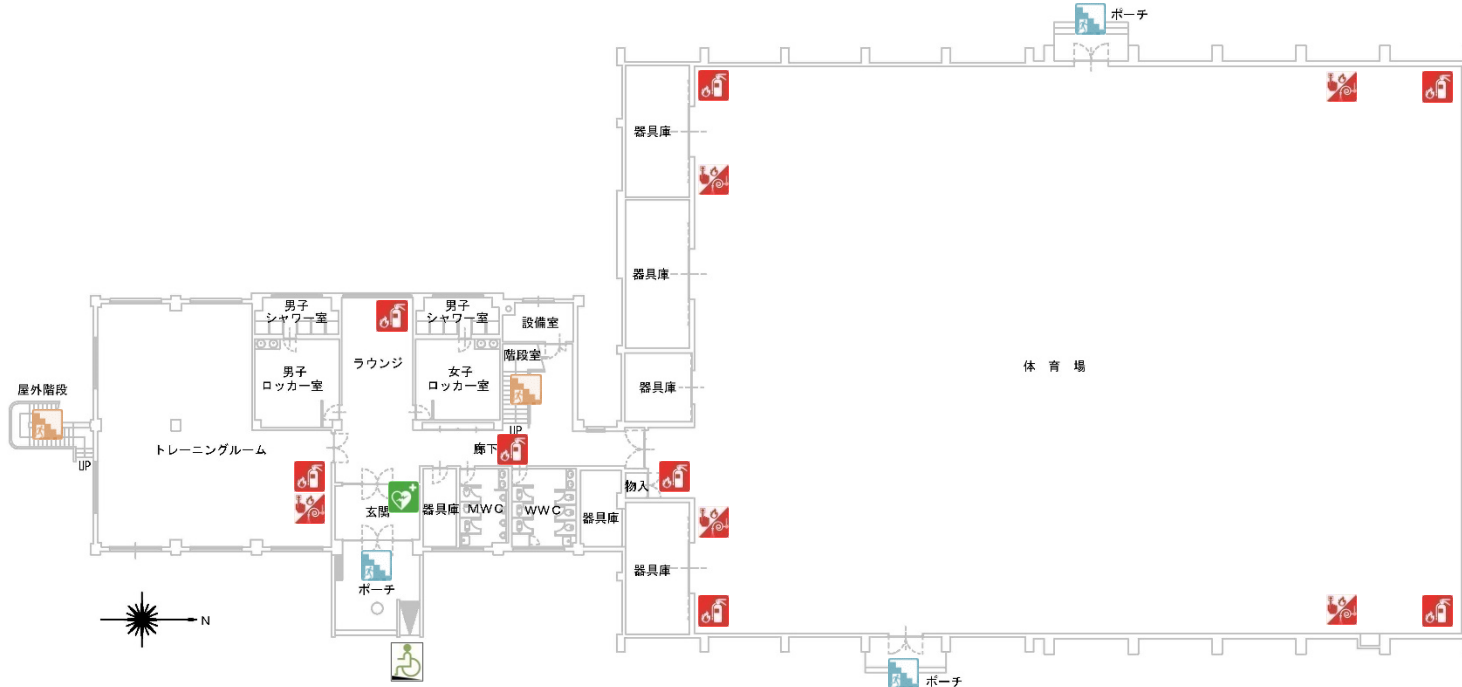 ポーチ
器具庫
器具庫
男子
シャワー室
男子
シャワー室
設備室
階段室
ラウンジ
体 育 場
男子
ロッカー室
女子
ロッカー室
器具庫
屋外階段
UP
トレーニングルーム
UP
廊下
物入
玄関
器具庫
MWC
WWC
器具庫
器具庫
ポーチ
N
ポーチ